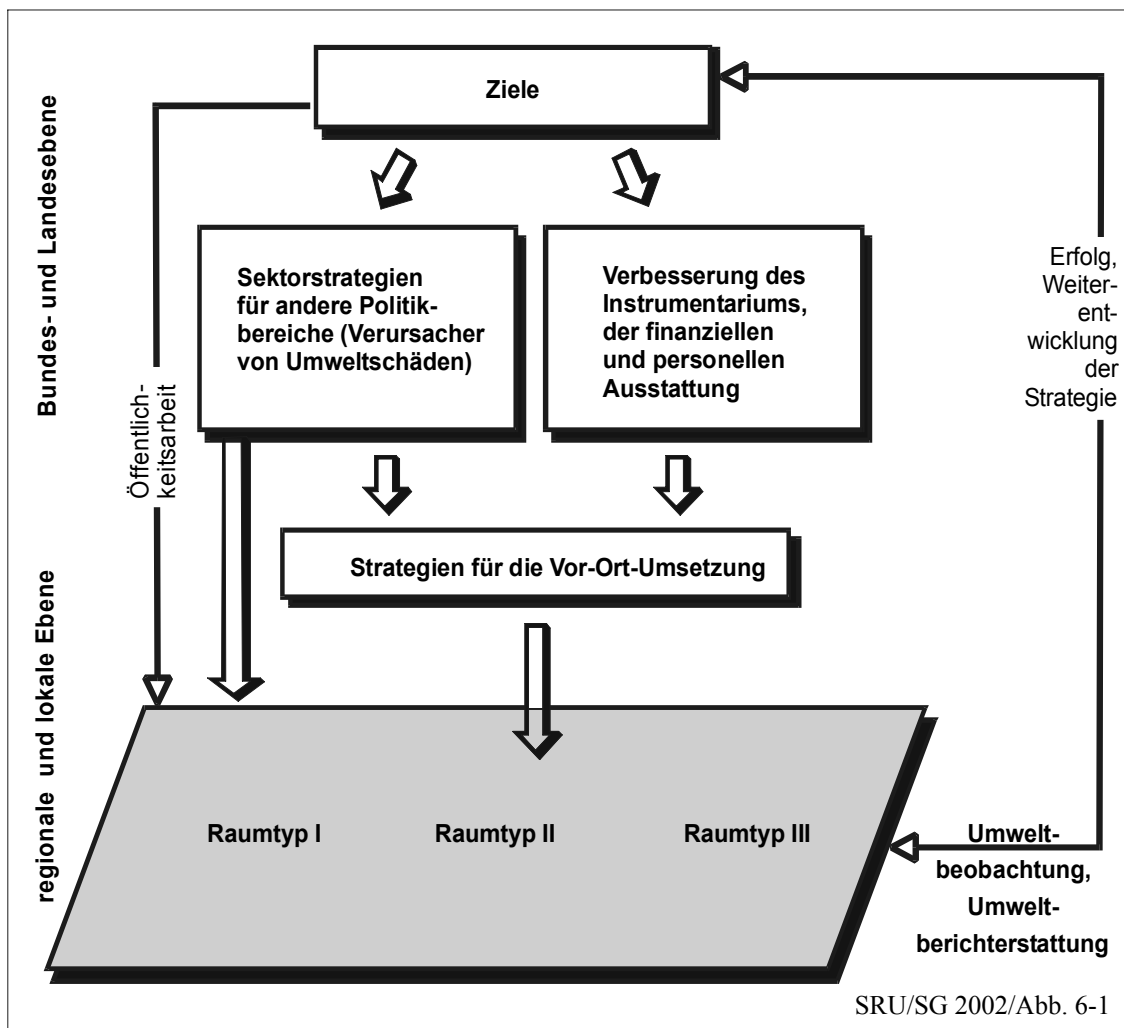 Bundes- und Landesebene
regionale und lokale Ebene
Ziele
Sektorstrategien
für andere Politik-
bereiche (Verursacher
von Umweltschäden)
Verbesserung des
Instrumentariums,
der finanziellen
und personellen
Ausstattung
Öffentlich-
keitsarbeit
Erfolg,
Weiter-
ent-
wicklung
der
Strategie
Strategien für die Vor-Ort-Umsetzung
Raumtyp I
Raumtyp II
Raumtyp III
Umwelt-
beobachtung,
Umwelt-
berichterstattung
SRU/SG 2002/Abb. 6-1